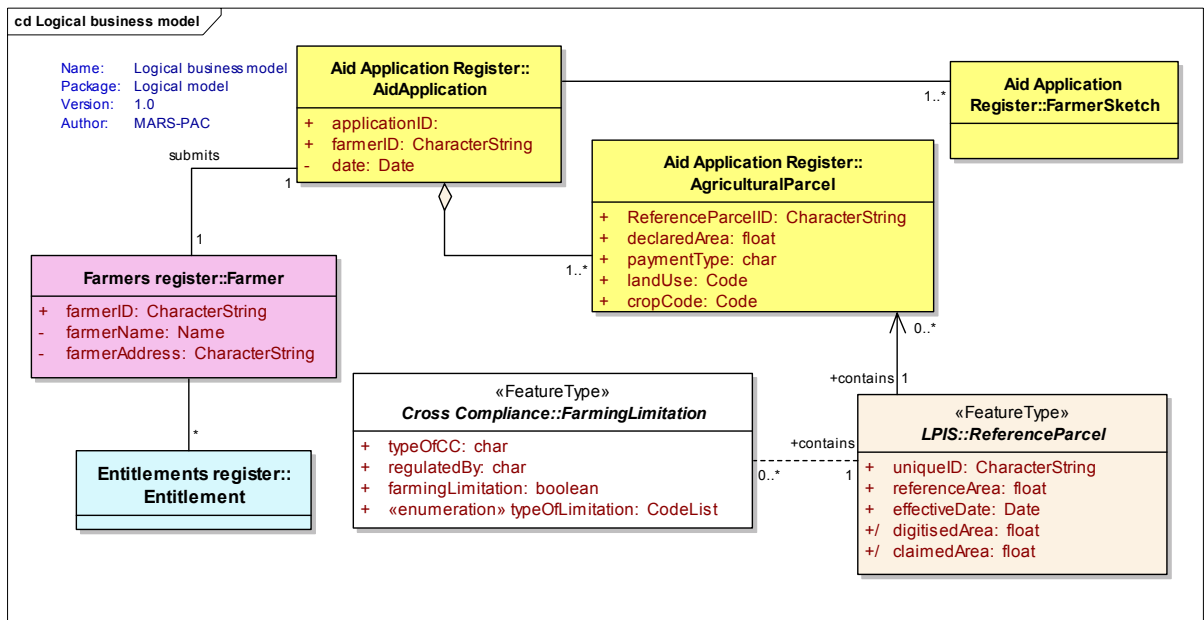 cd Logical business model
Name: Logical business model
Package: Logical model
Version: 1.0
Author: MARS-PAC
Aid Application Register::
AidApplication
+ applicationID:
+ farmerID: CharacterString
- date: Date
1..*
Aid Application
Register::FarmerSketch
submits
1
1
Aid Application Register::
AgriculturalParcel
+ ReferenceParcelID: CharacterString
+ declaredArea: float
+ paymentType: char
+ landUse: Code
+ cropCode: Code
1..*
0..*
Farmers register::Farmer
+ farmerID: CharacterString
- farmerName: Name
- farmerAddress: CharacterString
*
Entitlements register::
Entitlement
+contains 1
«FeatureType»
Cross Compliance::FarmingLimitation
+ typeOfCC: char
+ regulatedBy: char
+ farmingLimitation: boolean
+ «enumeration» typeOfLimitation: CodeList
+contains
0..*
1
«FeatureType»
LPIS::ReferenceParcel
+ uniqueID: CharacterString
+ referenceArea: float
+ effectiveDate: Date
+/ digitisedArea: float
+/ claimedArea: float